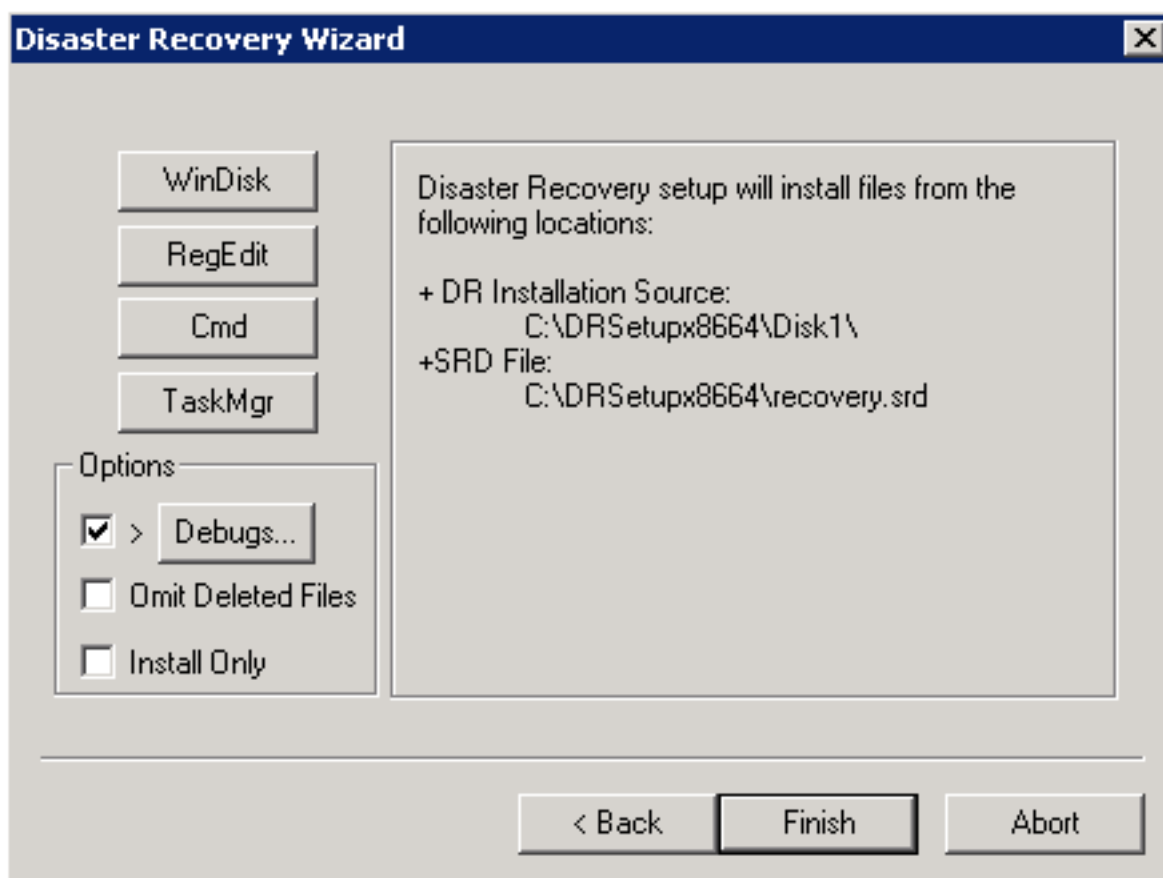 Disaster Recovery Wizard
WinDisk
RegEdit
Cmd
TaskMgr
Options
> Debugs...
Omit Deleted Files
Install Only
Disaster Recovery setup will install files from the
following locations:
+ DR Installation Source:
C:\DRSetupx8664\Disk1\
+SRD File:
C:\DRSetupx8664\recovery.srd
< Back
Finish
Abort